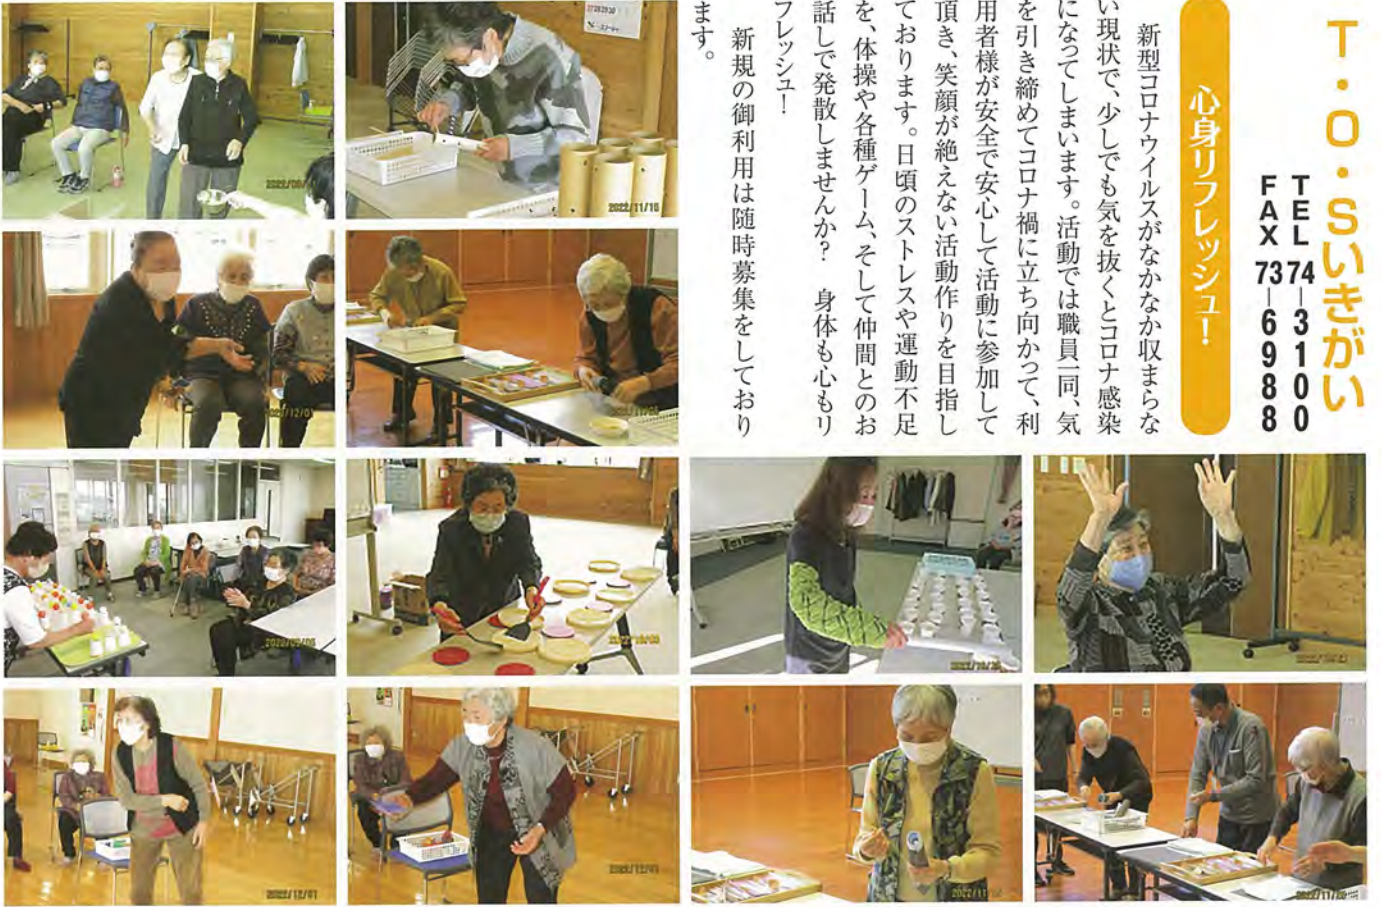 T・O・Sいきがい
TEL 74―3100
FAX 73―6988
心身リフレッシュ！
新型コロナウイルスがなかなか収まらな
い現状で、少しでも気を抜くとコロナ感染
になってしまいます。活動では職員一同、気
を引き締めてコロナ禍に立ち向かって、利
用者様が安全で安心して活動に参加して
頂き、笑顔が絶えない活動作りを目指し
ております。日頃のストレスや運動不足
を、体操や各種ゲーム、そして仲間とのお
話しで発散しませんか？　身体も心もリ
フレッシュ！
新規の御利用は随時募集をしており
ます。
2022/11/15
2022/12/01
2022/12/01